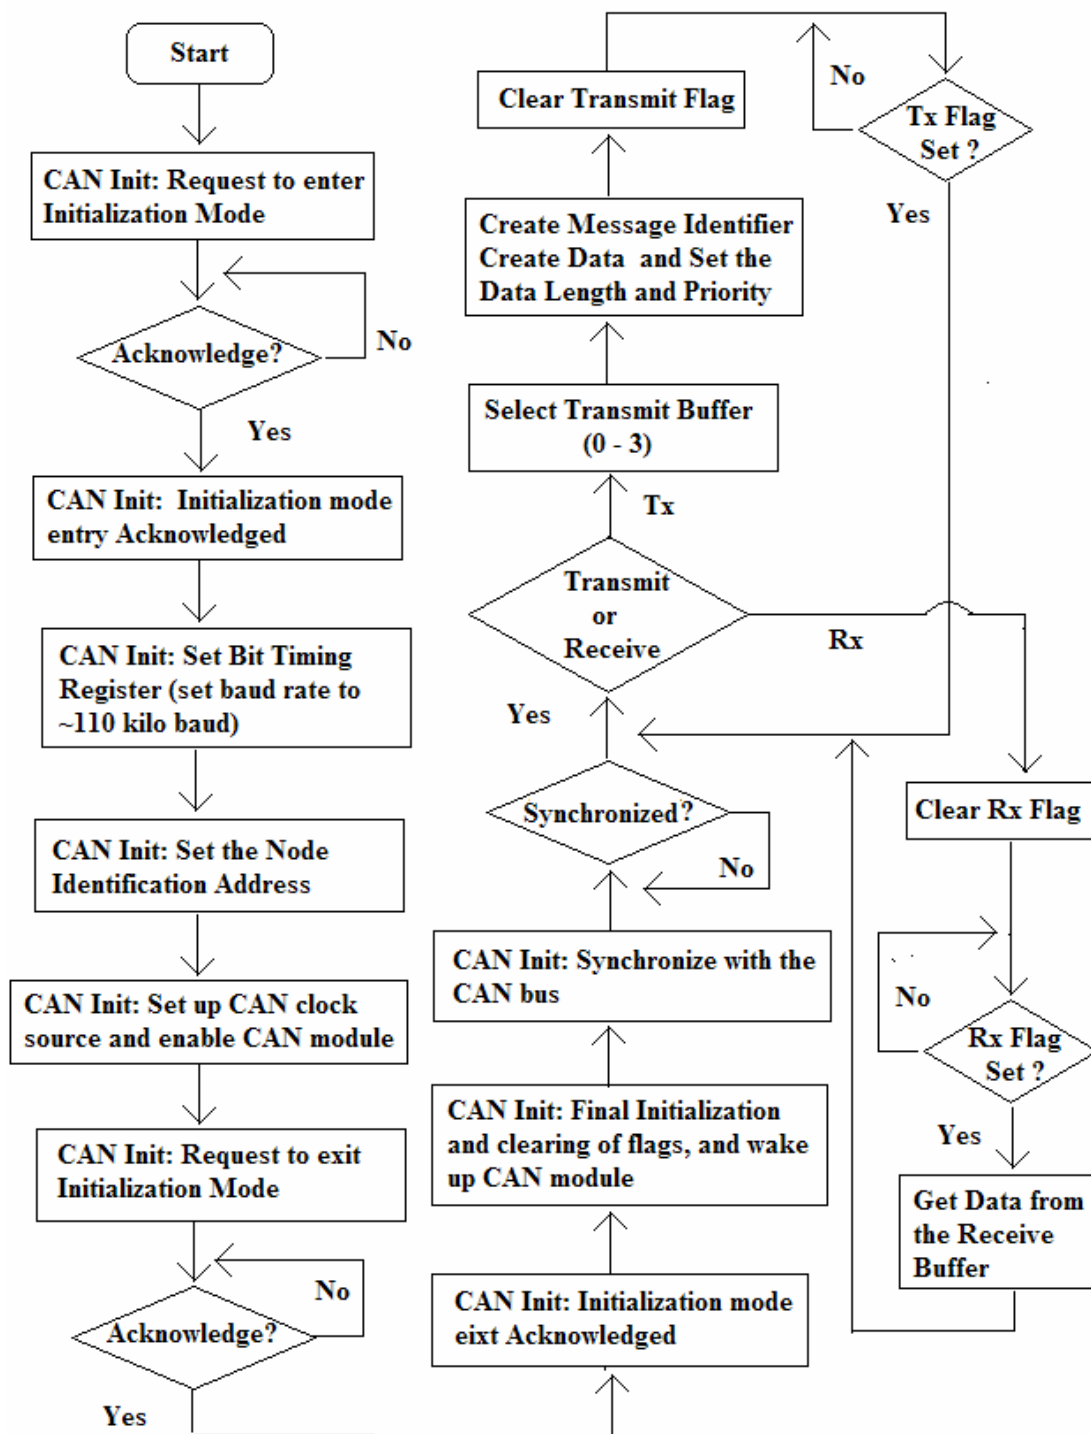 Start
CAN Init: Request to enter
Initialization Mode
Acknowledge?
No
Yes
CAN Init: Initialization mode
entry Acknowledged
CAN Init: Set Bit Timing
Register (set baud rate to
~110 kilo baud)
CAN Init: Set the Node
Identification Address
CAN Init: Set up CAN clock
source and enable CAN module
CAN Init: Request to exit
Initialization Mode
No
Acknowledge?
Yes
CAN Init: Initialization mode
eixt Acknowledged
CAN Init: Final Initialization
and clearing of flags, and wake
up CAN module
CAN Init: Synchronize with the
CAN bus
Synchronized?
No
Yes
Transmit
or
Receive
Tx
Rx
Select Transmit Buffer
(0 - 3)
Create Message Identifier
Create Data and Set the
Data Length and Priority
Clear Transmit Flag
No
Tx Flag
Set ?
Yes
Clear Rx Flag
No
Rx Flag
Set ?
Yes
Get Data from
the Receive
Buffer